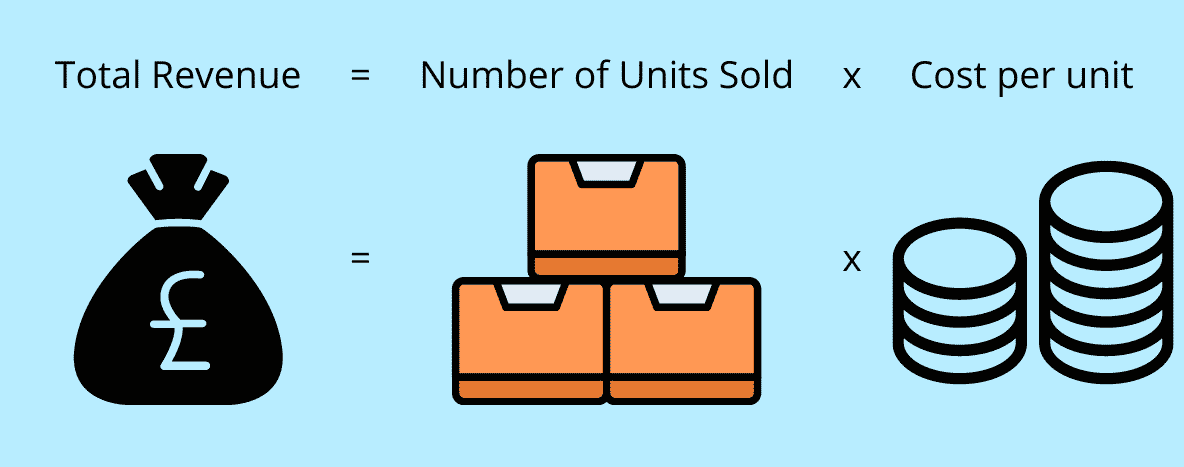 Total Revenue = Number of Units Sold x Cost per unit
£ = x